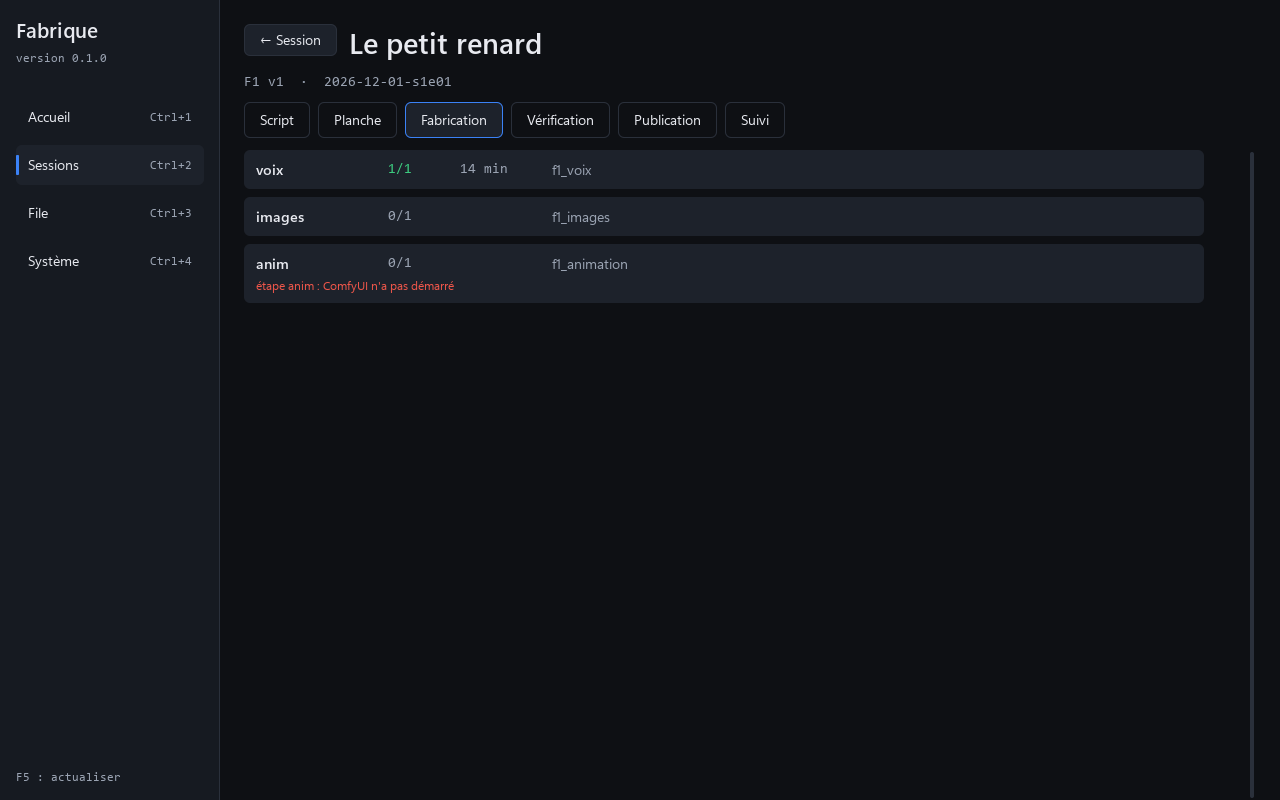 Fabrique
version 0.1.0
Accueil Ctrl+1
Sessions Ctrl+2
File Ctrl+3
Système Ctrl+4
F5 : actualiser
← Session Le petit renard
F1 v1 · 2026-12-01-s1e01
Script Planche Fabrication Vérification Publication Suivi
voix 1/1 14 min f1_voix
images 0/1 f1_images
anim 0/1 f1_animation
étape anim : ComfyUI n'a pas démarré